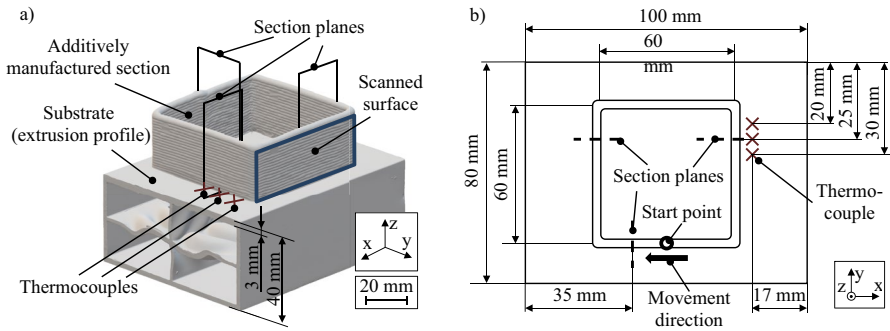 a)
Section planes
Additively
manufactured section
Scanned
surface
Substrate
(extrusion profile)
Thermocouples
3 mm
40 mm
z
x
y
20 mm
b)
100 mm
60
mm
20 mm
25 mm
30 mm
80 mm
60 mm
Section planes
Start point
Thermo-
couple
35 mm
Movement
direction
17 mm
y
z
x